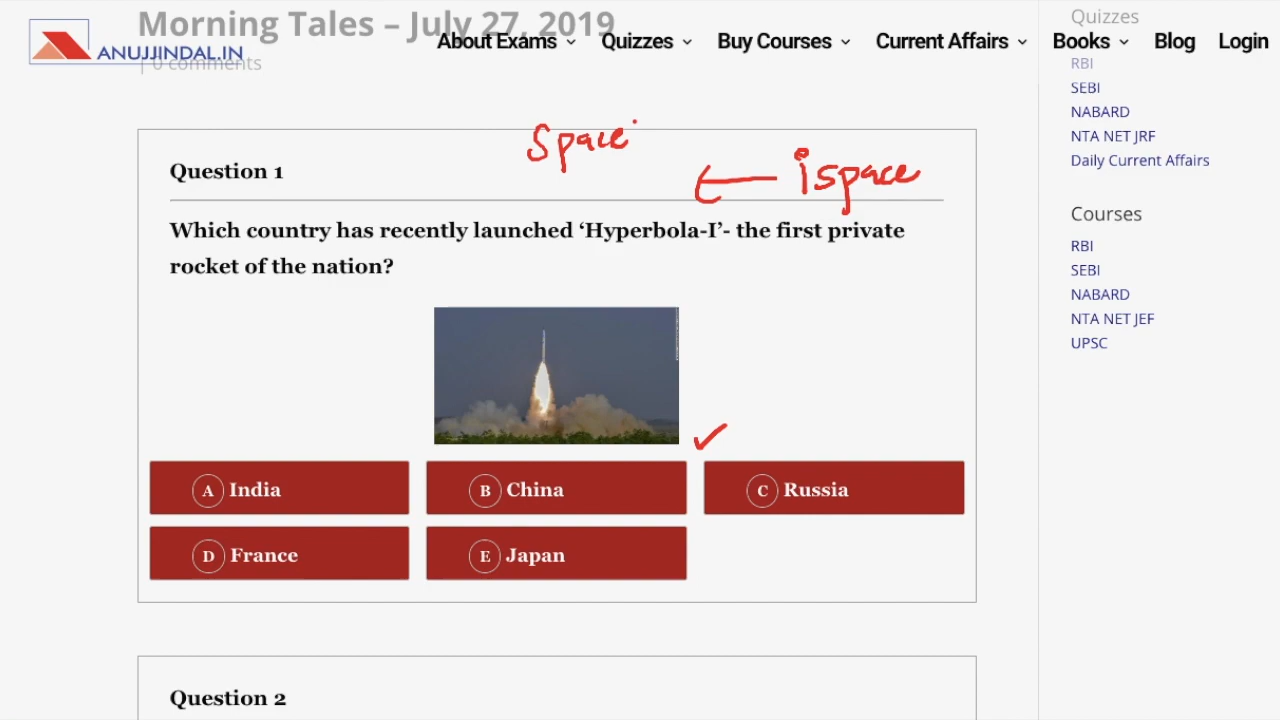 Morning Tales – July 27, 2019
Quizzes
ANUJJINDAL.IN
About Exams
Quizzes
Buy Courses
Current Affairs
Books
Blog
Login
| 0 comments
RBI
SEBI
NABARD
NTA NET JRF
Daily Current Affairs
Courses
RBI
SEBI
NABARD
NTA NET JEF
UPSC
Space
ispace
Question 1
Which country has recently launched ‘Hyperbola-I’- the first private
rocket of the nation?
A India
B China
C Russia
D France
E Japan
Question 2